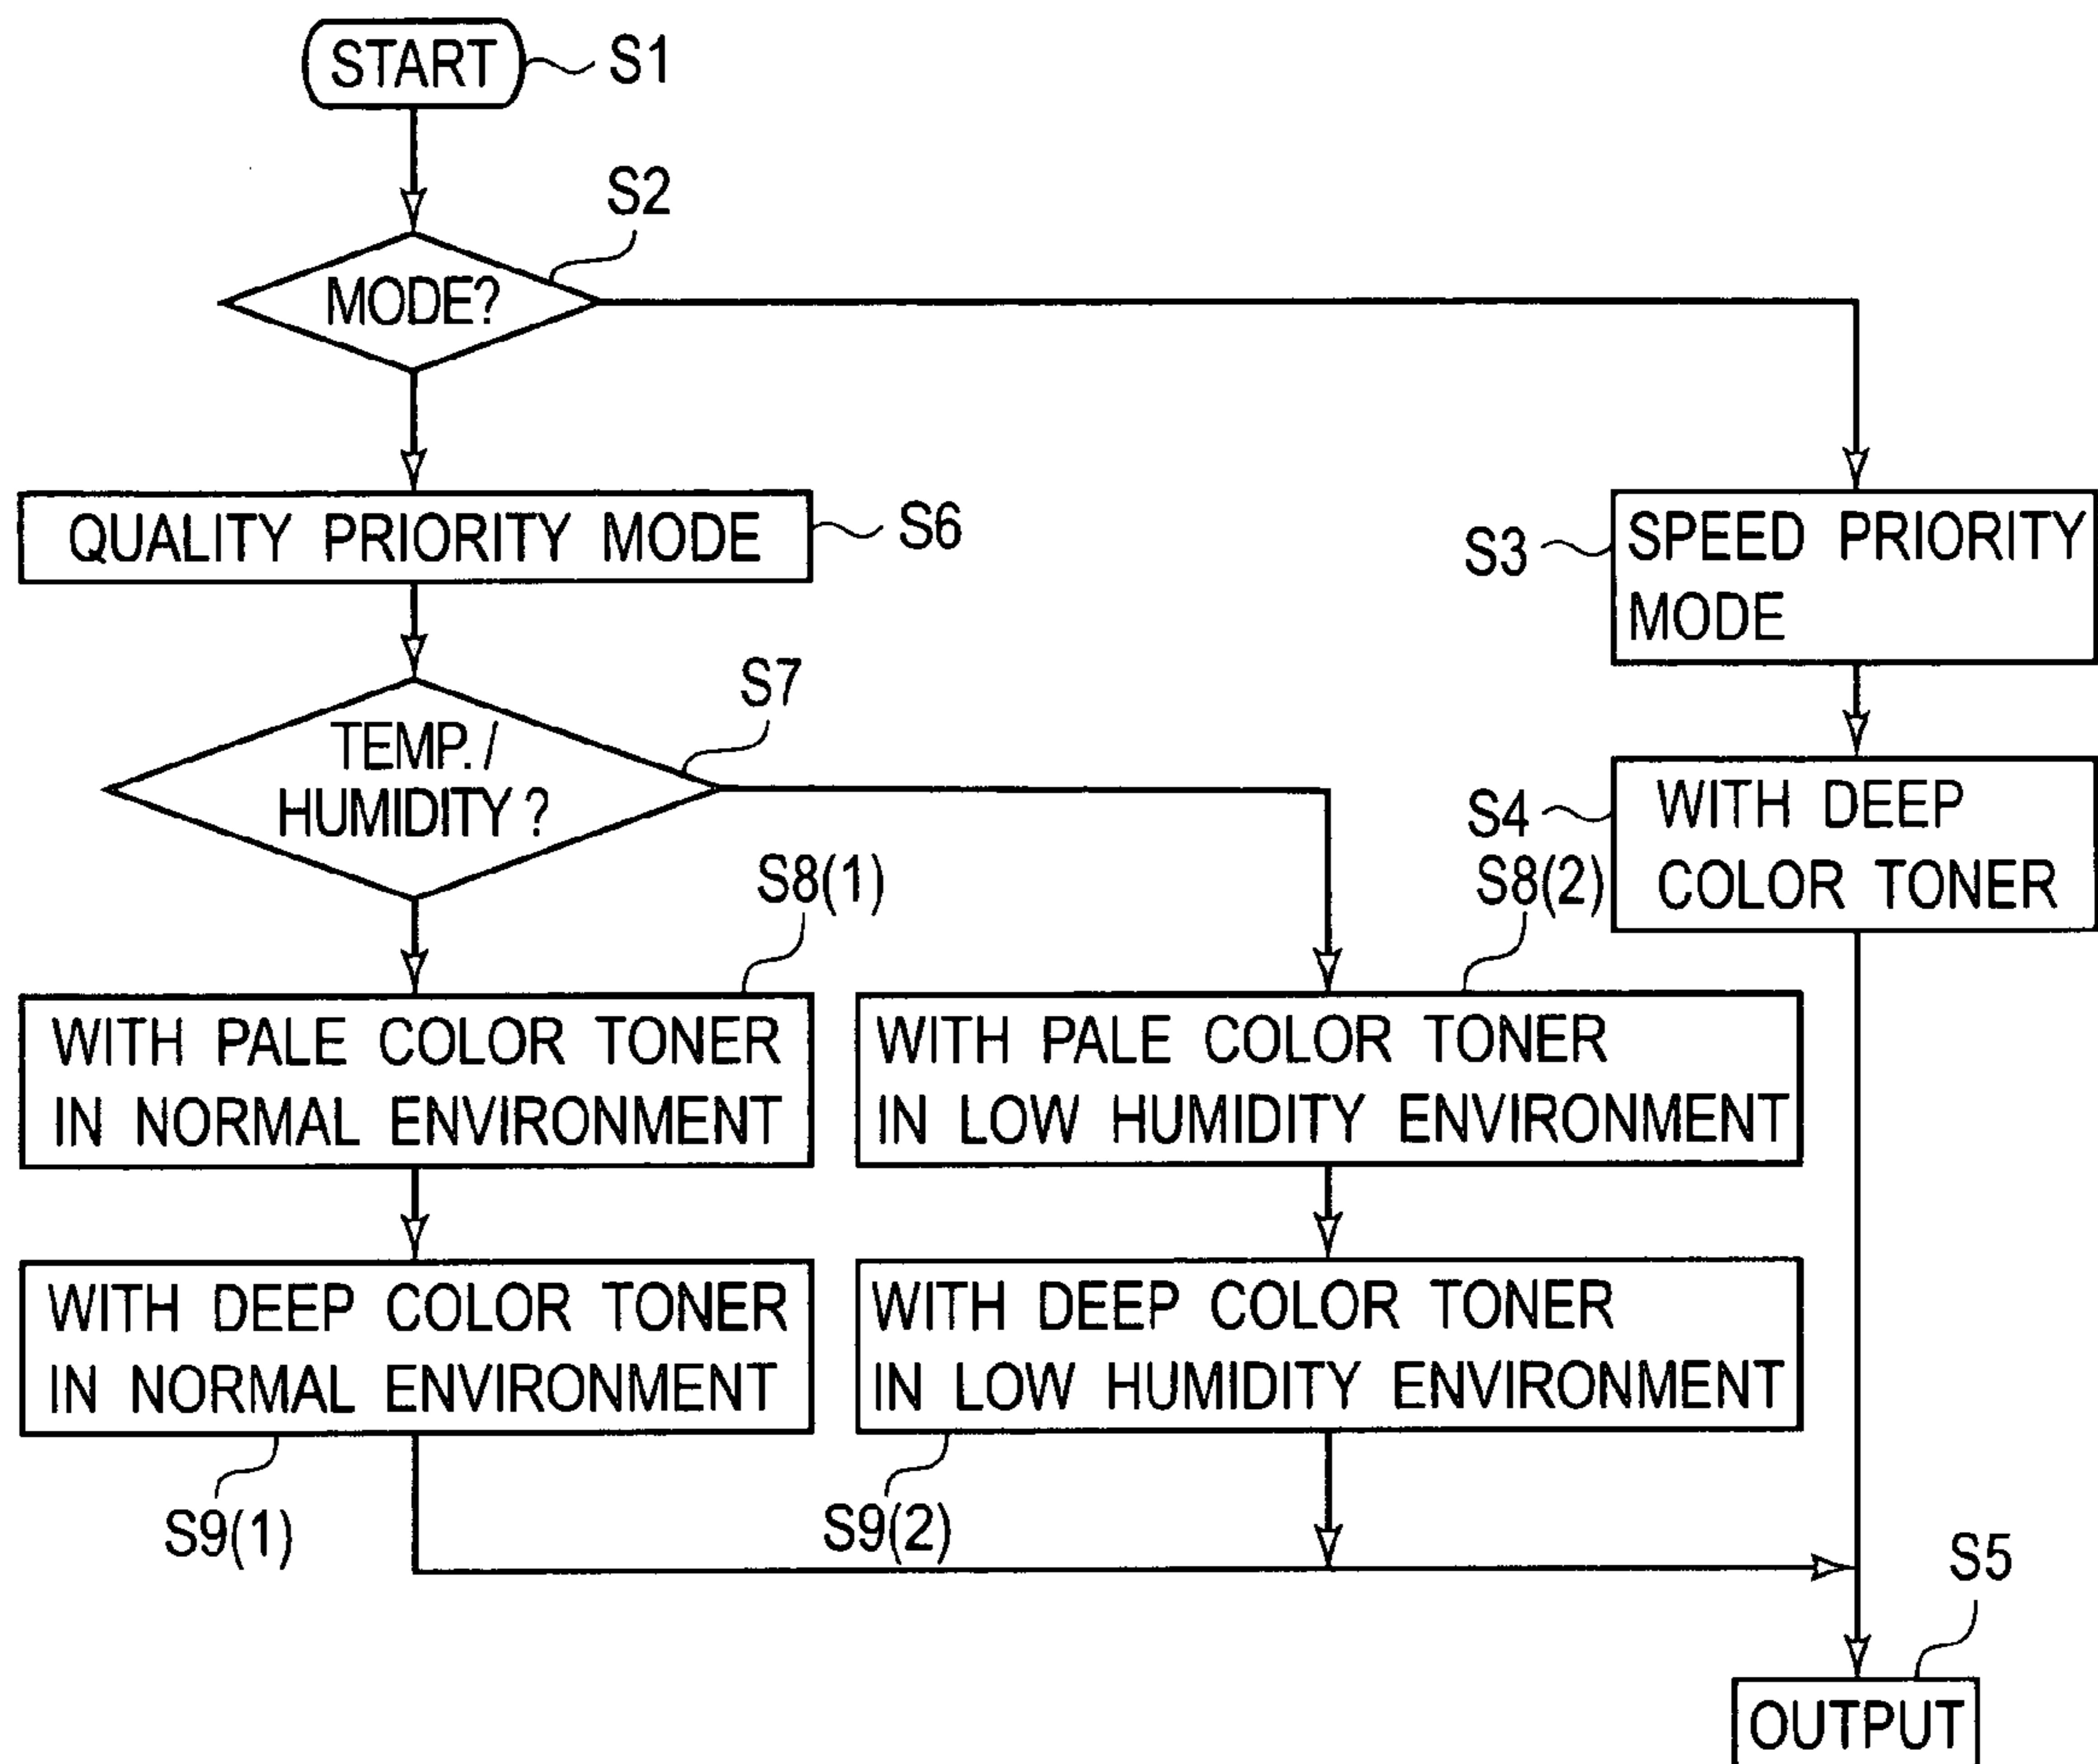 START
S1
S2
MODE?
QUALITY PRIORITY MODE
S6
S3
SPEED PRIORITY
MODE
S7
TEMP. /
HUMIDITY ?
S4
WITH DEEP
COLOR TONER
S8(1)
S8(2)
WITH PALE COLOR TONER
IN NORMAL ENVIRONMENT
WITH PALE COLOR TONER
IN LOW HUMIDITY ENVIRONMENT
WITH DEEP COLOR TONER
IN NORMAL ENVIRONMENT
WITH DEEP COLOR TONER
IN LOW HUMIDITY ENVIRONMENT
S9(1)
S9(2)
S5
OUTPUT